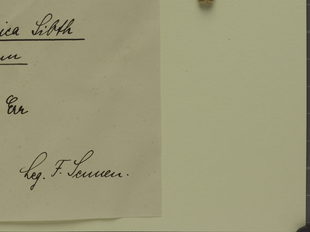 ica Sibth
Err
Leg. F. Sennen.